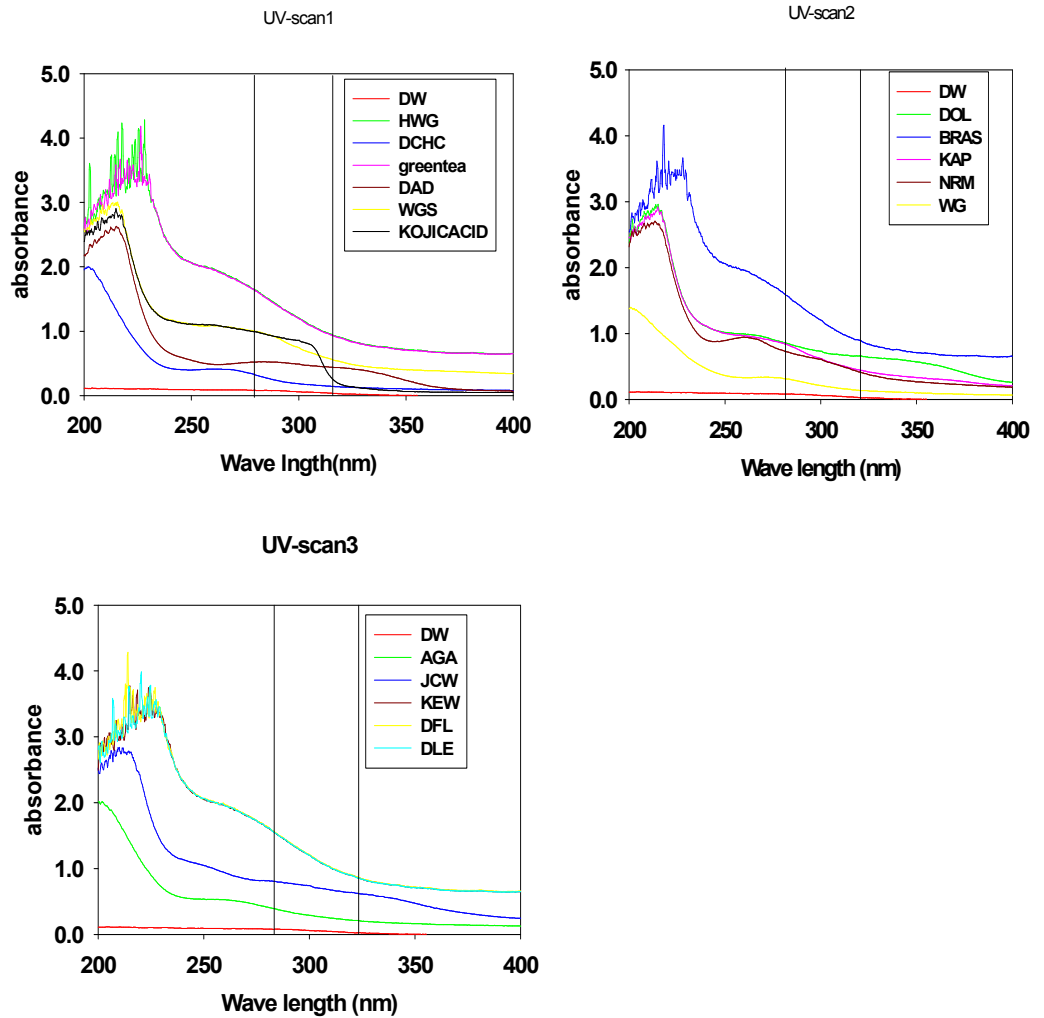 UV-scan1
5.0
4.0
3.0
2.0
1.0
0.0
absorbance
DW
HWG
DCHC
greentea
DAD
WGS
KOJICACID
200 250 300 350 400
Wave lngth(nm)
UV-scan2
5.0
4.0
3.0
2.0
1.0
0.0
absorbance
DW
DOL
BRAS
KAP
NRM
WG
200 250 300 350 400
Wave length (nm)
UV-scan3
5.0
4.0
3.0
2.0
1.0
0.0
absorbance
DW
AGA
JCW
KEW
DFL
DLE
200 250 300 350 400
Wave length (nm)